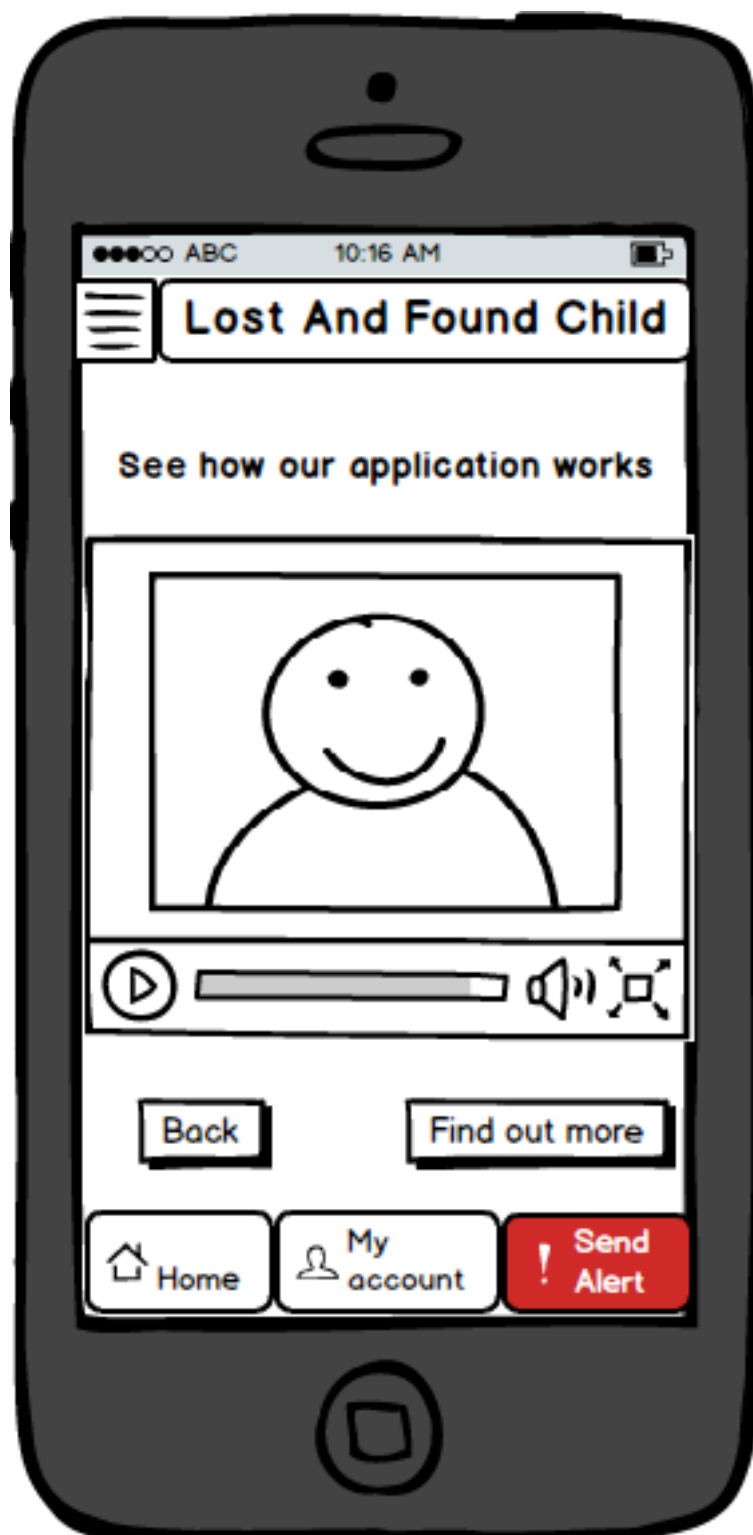 ABC 10:16 AM
Lost And Found Child
See how our application works
Back Find out more
Home
My
account
Send
Alert